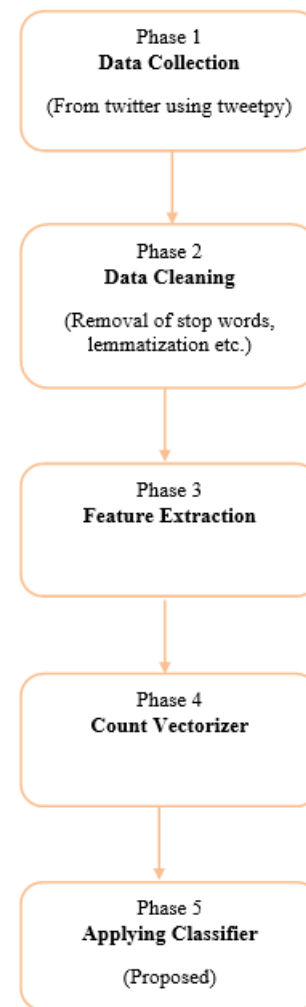 Phase 1
Data Collection
(From twitter using tweetpy)
Phase 2
Data Cleaning
(Removal of stop words,
lemmatization etc.)
Phase 3
Feature Extraction
Phase 4
Count Vectorizer
Phase 5
Applying Classifier
(Proposed)